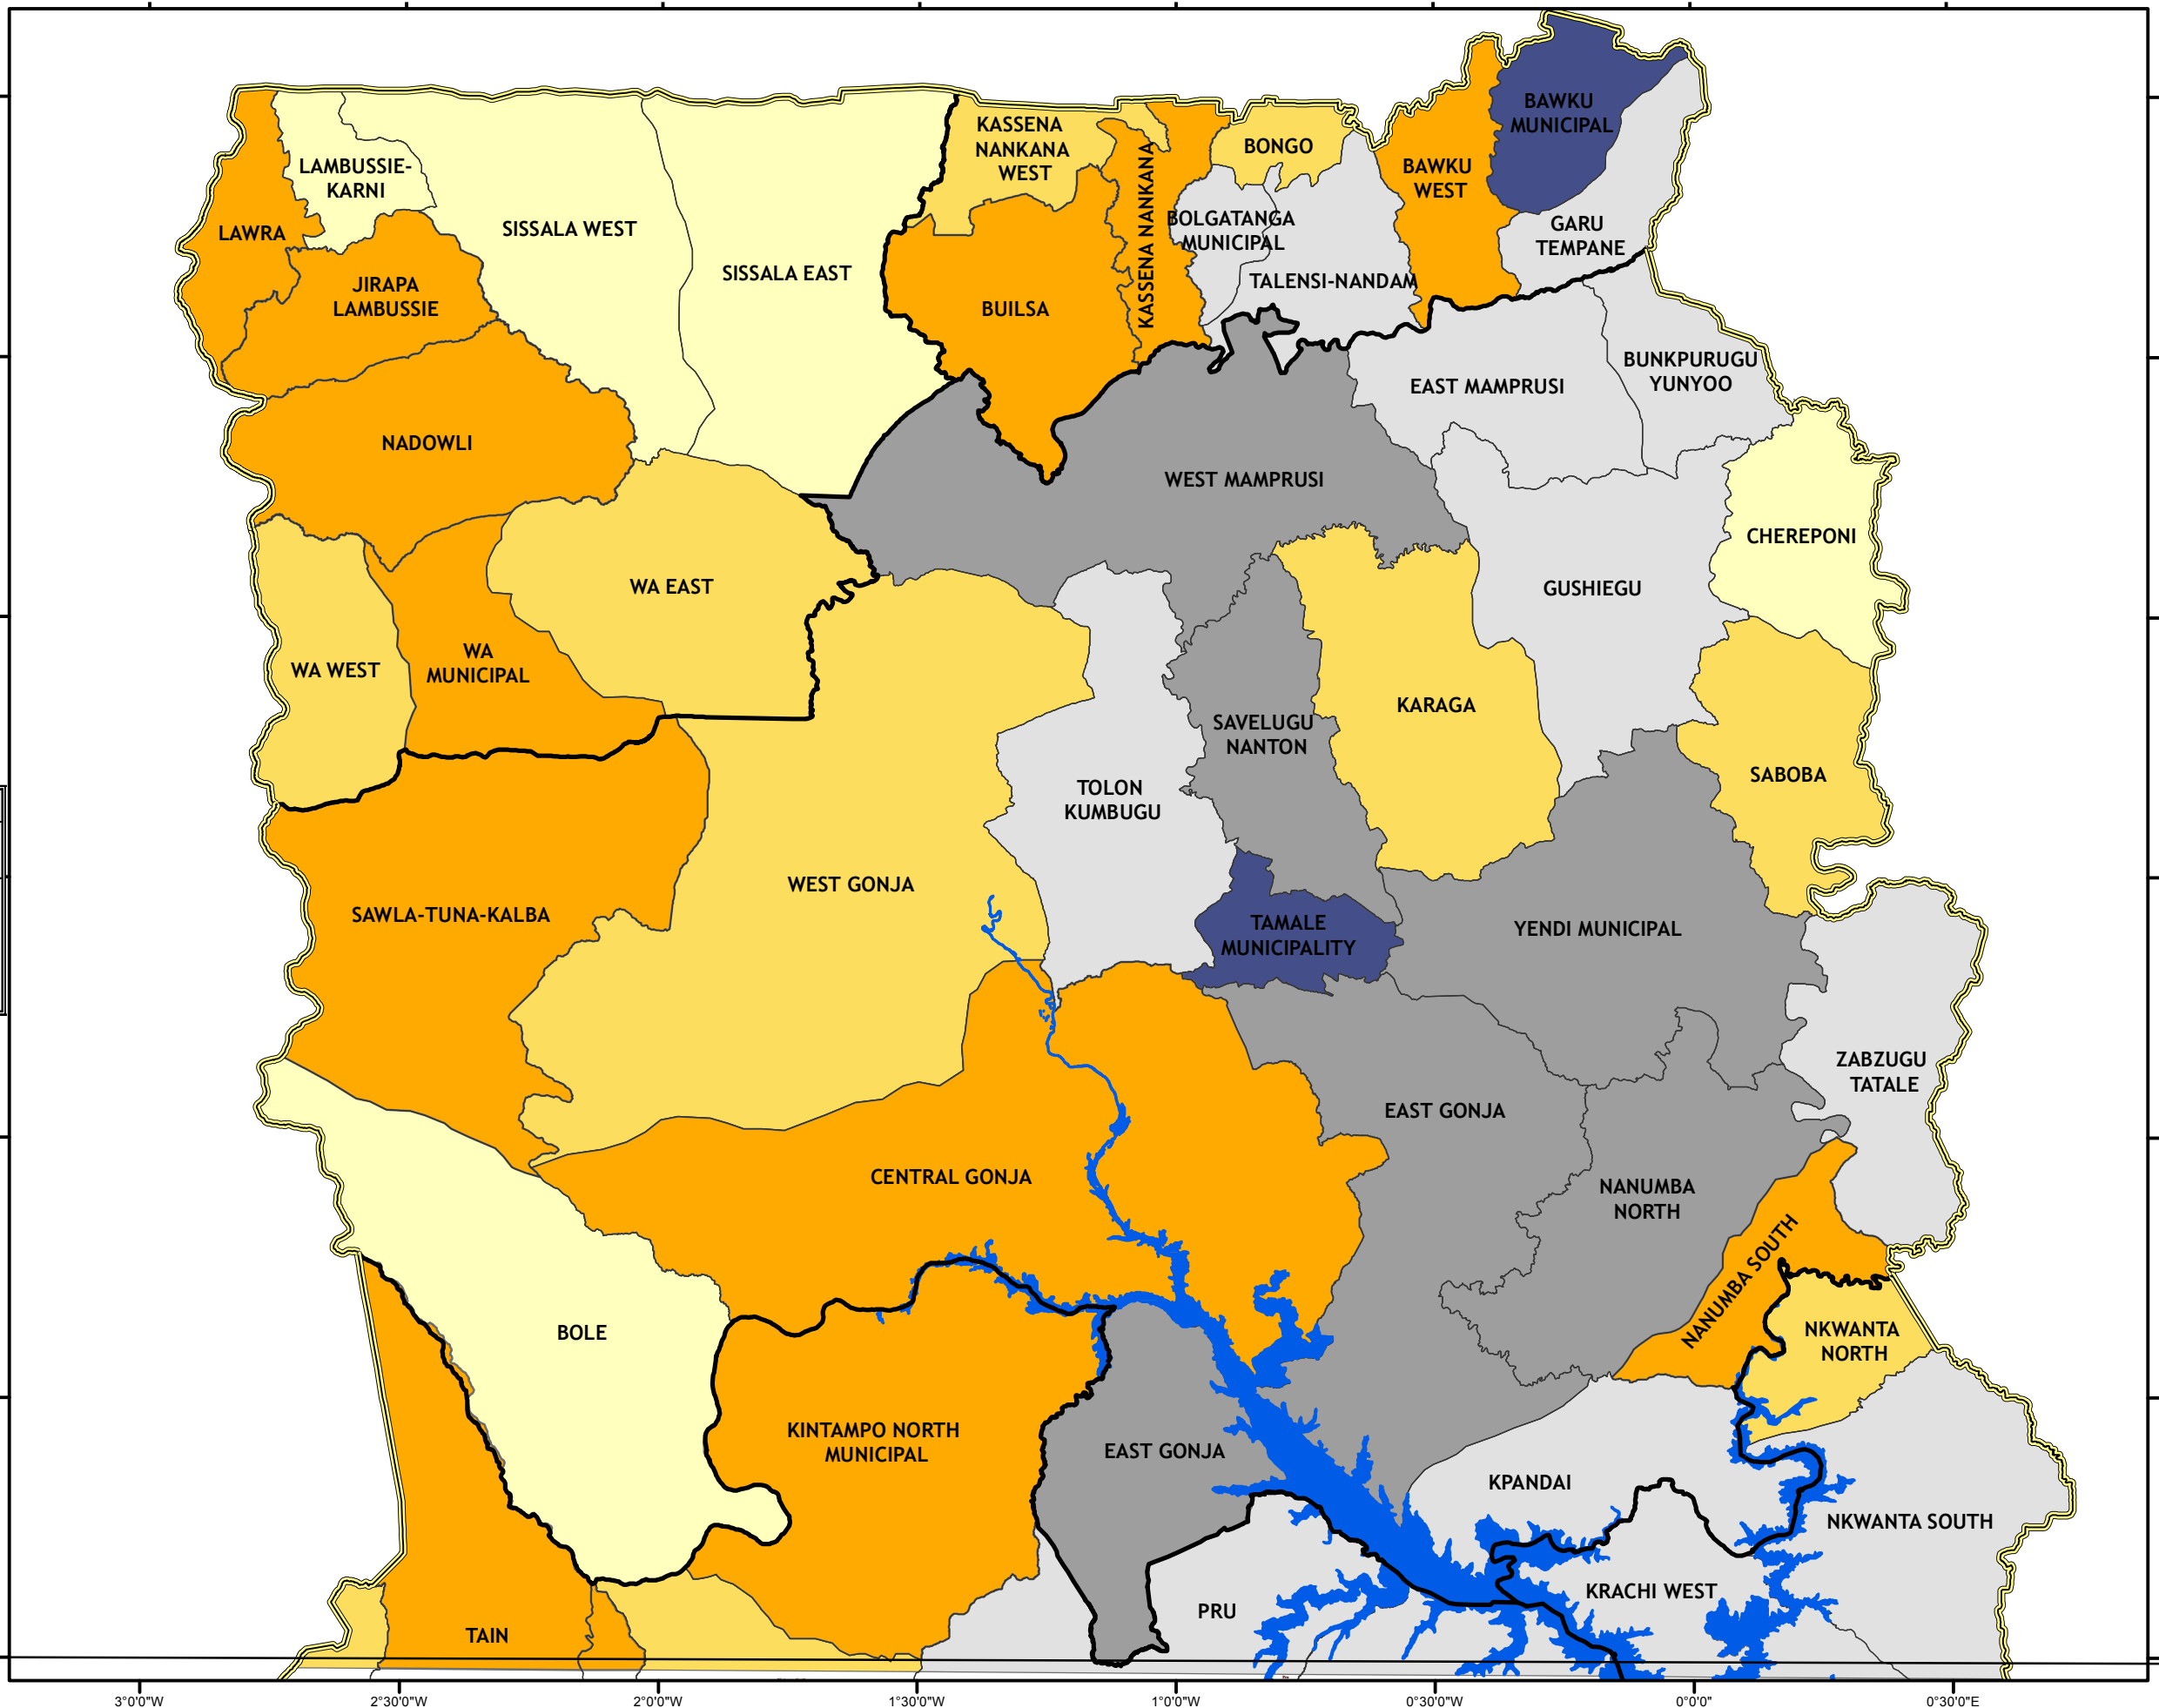 BAWKU
MUNICIPAL
KASSENA
NANKANA
WEST
BONGO
LAMBUSSIE-
KARNI
BAWKU
WEST
LAWRA
SISSALA WEST
KASSENA NANKANA
BOLGATANGA
MUNICIPAL
GARU
TEMPANE
SISSALA EAST
TALENSI-NANDAM
JIRAPA
LAMBUSSIE
BUILSA
BUNKPURUGU
YUNYOO
EAST MAMPRUSI
NADOWLI
WEST MAMPRUSI
CHEREPONI
WA EAST
GUSHIEGU
WA WEST
WA
MUNICIPAL
KARAGA
SAVELUGU
NANTON
SABOBA
TOLON
KUMBUGU
WEST GONJA
SAWLA-TUNA-KALBA
TAMALE
MUNICIPALITY
YENDI MUNICIPAL
ZABZUGU
TATALE
EAST GONJA
CENTRAL GONJA
NANUMBA
NORTH
NANUMBA SOUTH
BOLE
NKWANTA
NORTH
KINTAMPO NORTH
MUNICIPAL
EAST GONJA
KPANDAI
NKWANTA SOUTH
KRACHI WEST
PRU
TAIN
3°0'0"W
2°30'0"W
2°0'0"W
1°30'0"W
1°0'0"W
0°30'0"W
0°0'0"
0°30'0"E